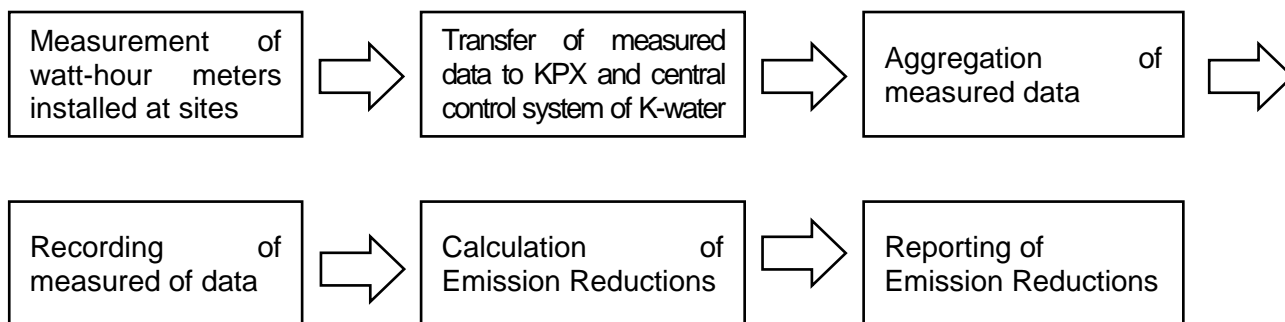 Measurement of
watt-hour meters
installed at sites
Transfer of measured
data to KPX and central
control system of K-water
Aggregation of
measured data
Recording of
measured of data
Calculation of
Emission Reductions
Reporting of
Emission Reductions